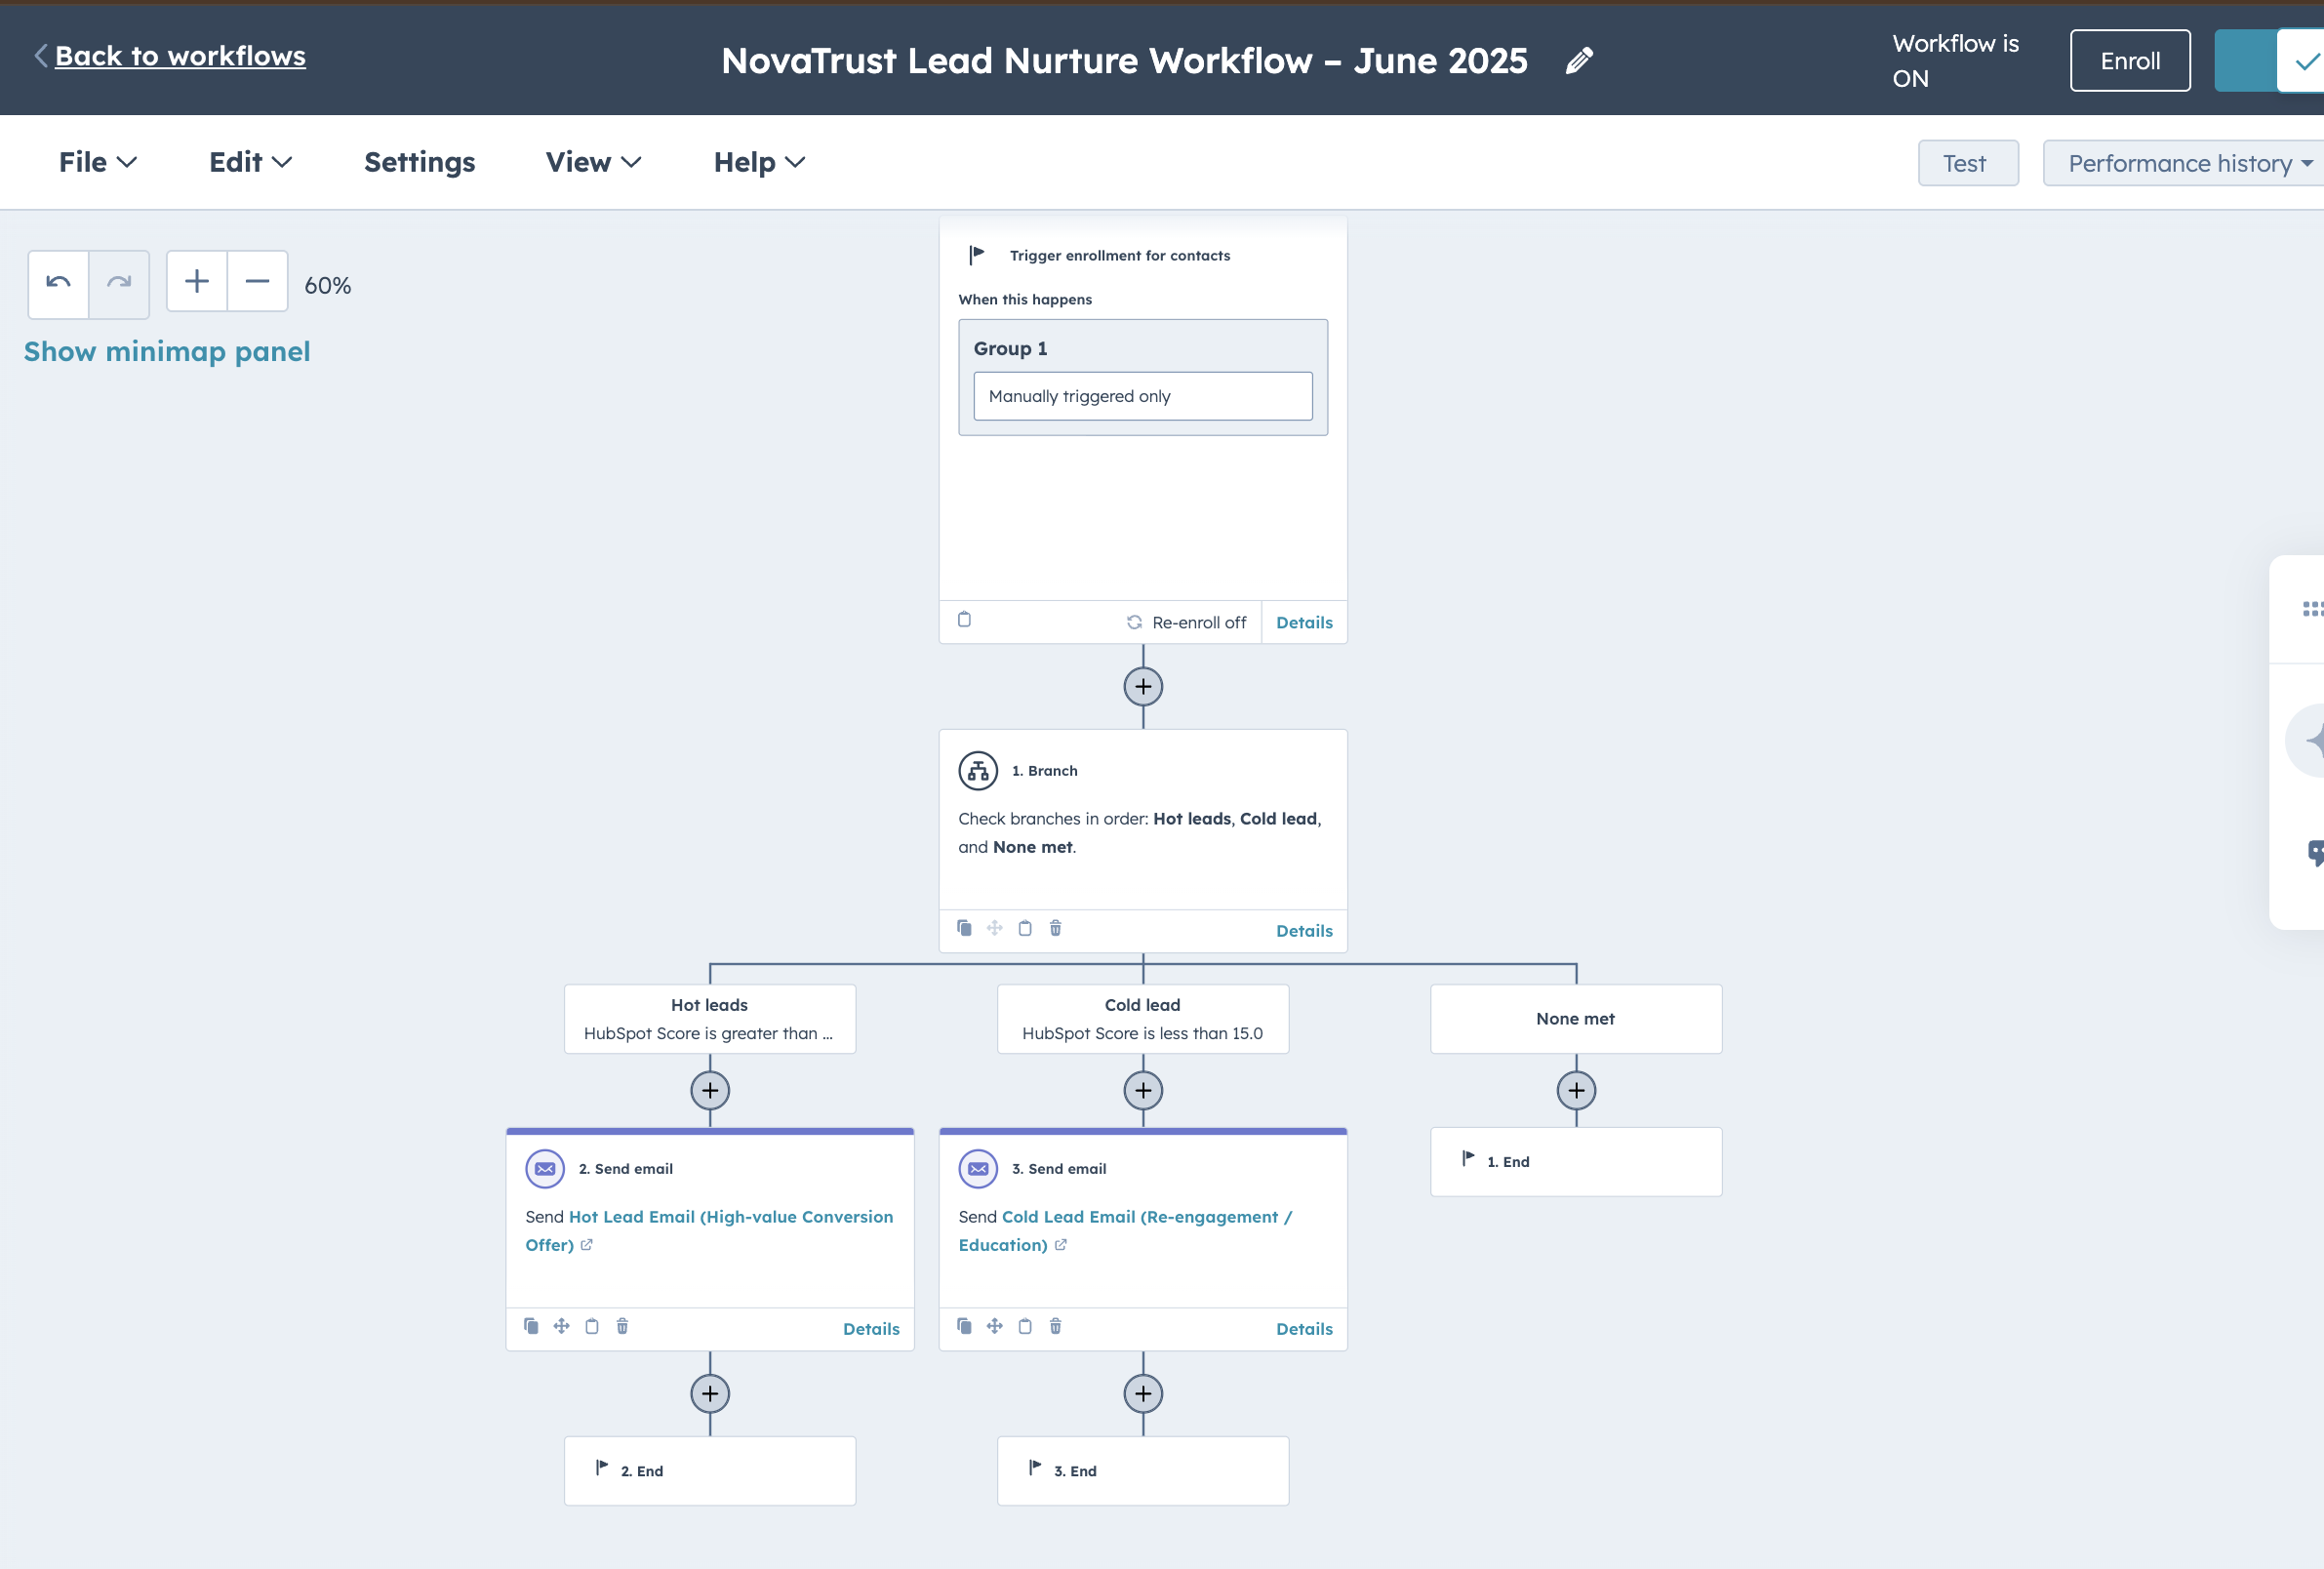 Back to workflows
NovaTrust Lead Nurture Workflow – June 2025
Workflow is
ON
Enroll
File
Edit
Settings
View
Help
Test
Performance history
60%
Show minimap panel
Trigger enrollment for contacts
When this happens
Group 1
Manually triggered only
Re-enroll off
Details
1. Branch
Check branches in order: Hot leads, Cold lead,
and None met.
Details
Hot leads
HubSpot Score is greater than ...
Cold lead
HubSpot Score is less than 15.0
None met
2. Send email
Send Hot Lead Email (High-value Conversion
Offer)
Details
3. Send email
Send Cold Lead Email (Re-engagement /
Education)
Details
1. End
2. End
3. End